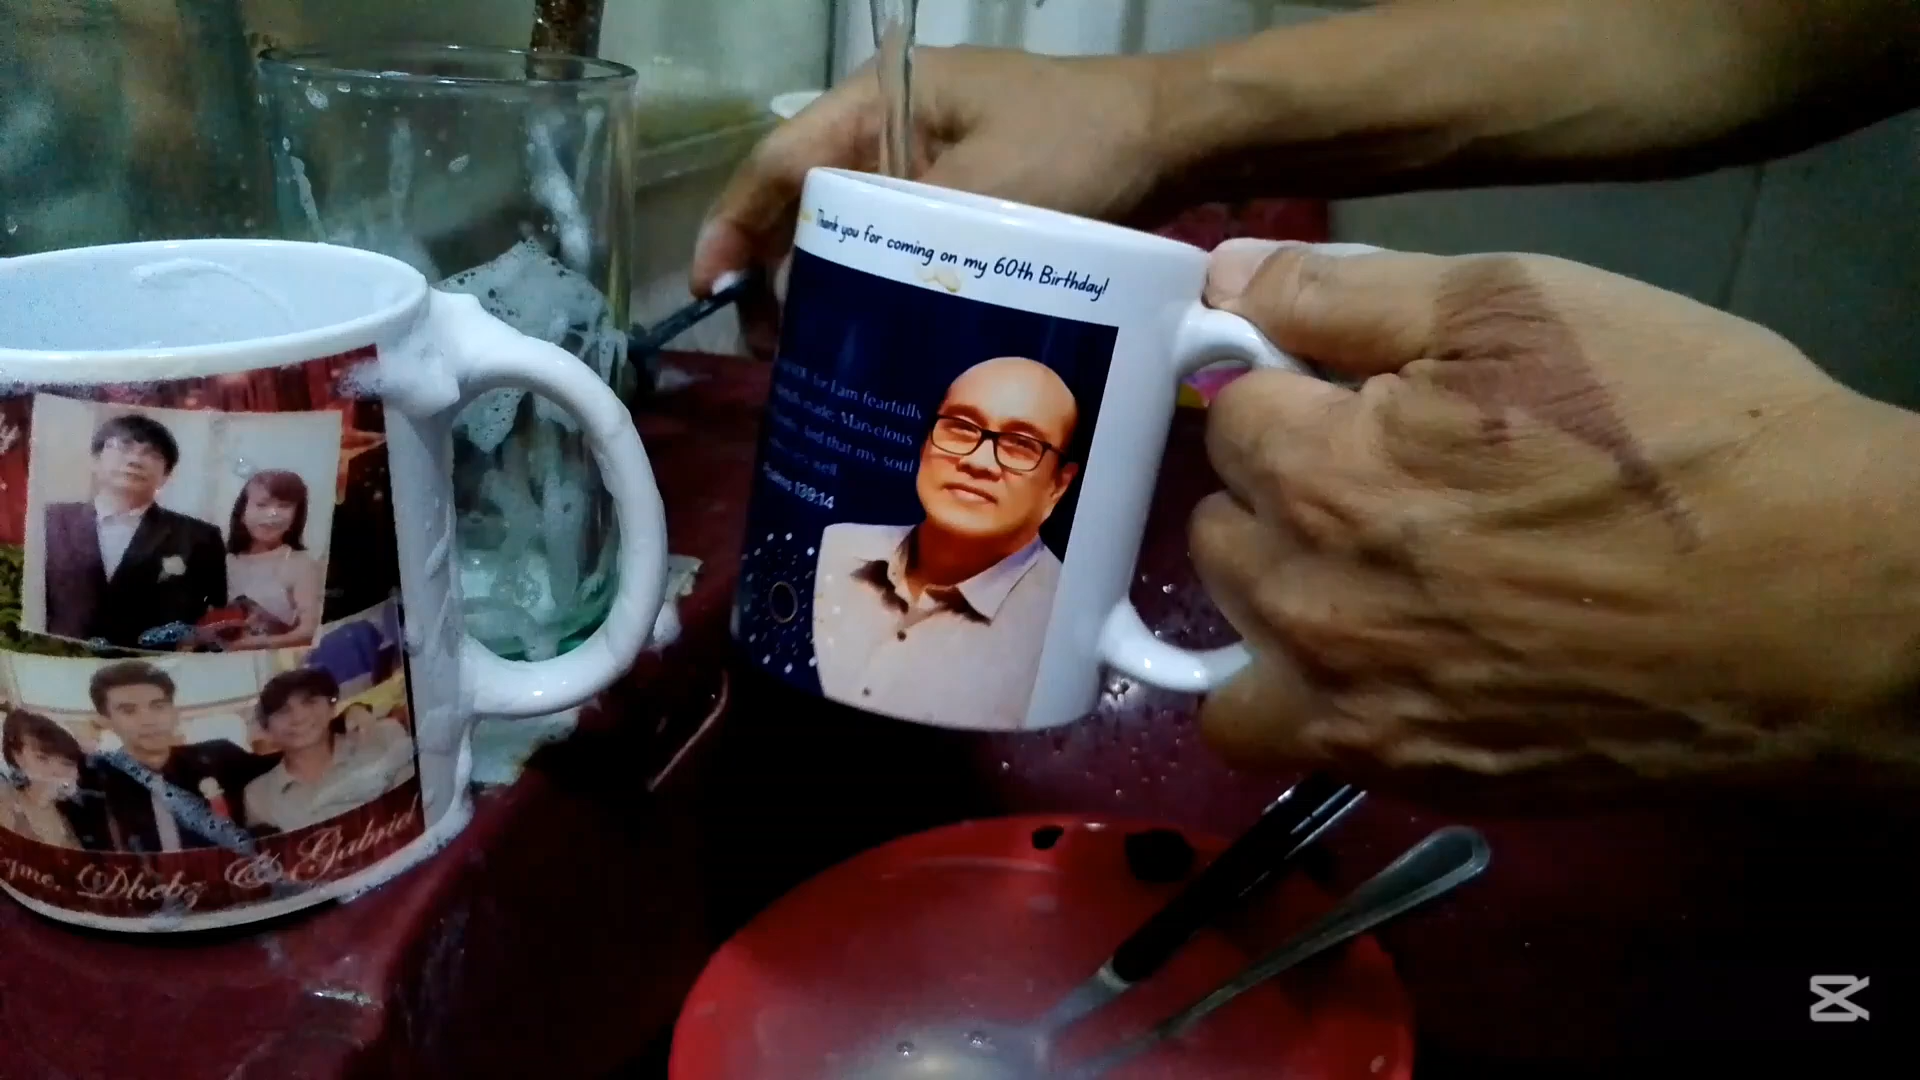 Dhebz & Gabriel
Thank you for coming on my 60th Birthday!
for I am fearfully
made; Marvelous
And that my soul
well
Psalms 139:14